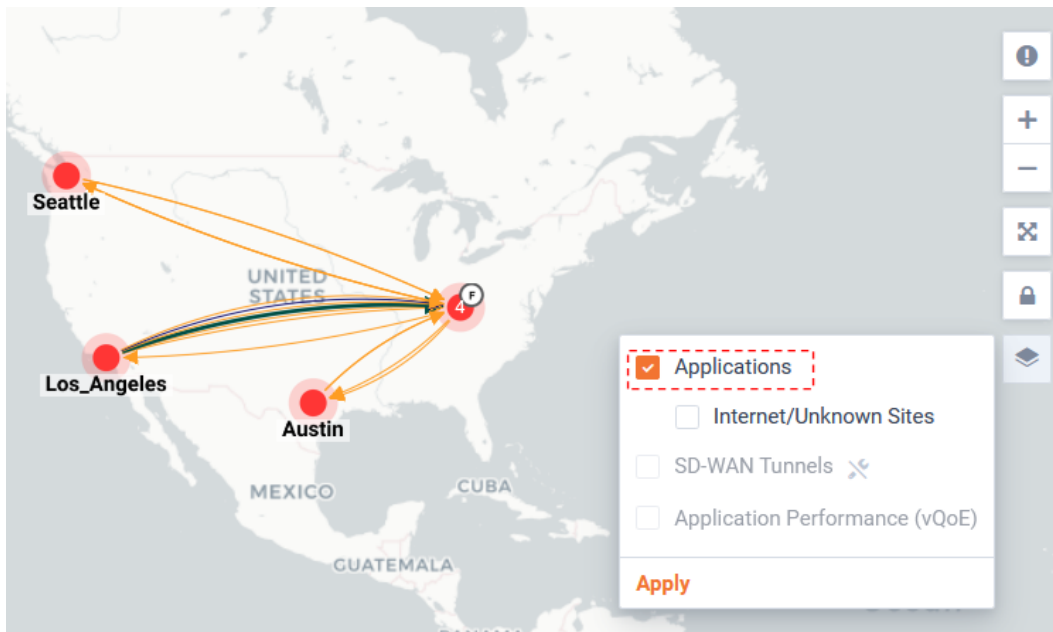 Seattle
UNITED
STATES
F
4
Los_Angeles
Austin
MEXICO
CUBA
GUATEMALA
Applications
Internet/Unknown Sites
SD-WAN Tunnels
Application Performance (vQoE)
Apply